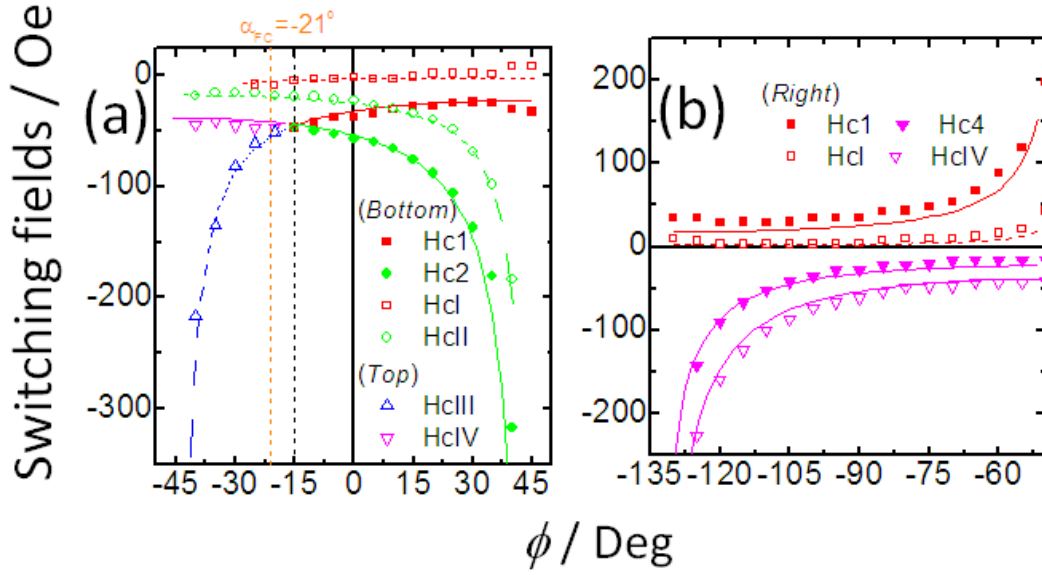 Switching fields / Oe
α_FC=-21°
(a)
0
-100
-200
-300
(Bottom)
Hc1
Hc2
HcI
HcII
(Top)
HcIII
HcIV
-45 -30 -15 0 15 30 45
(b)
200
100
0
-100
-200
(Right)
Hc1 Hc4
HcI HcIV
-135 -120 -105 -90 -75 -60
ϕ / Deg